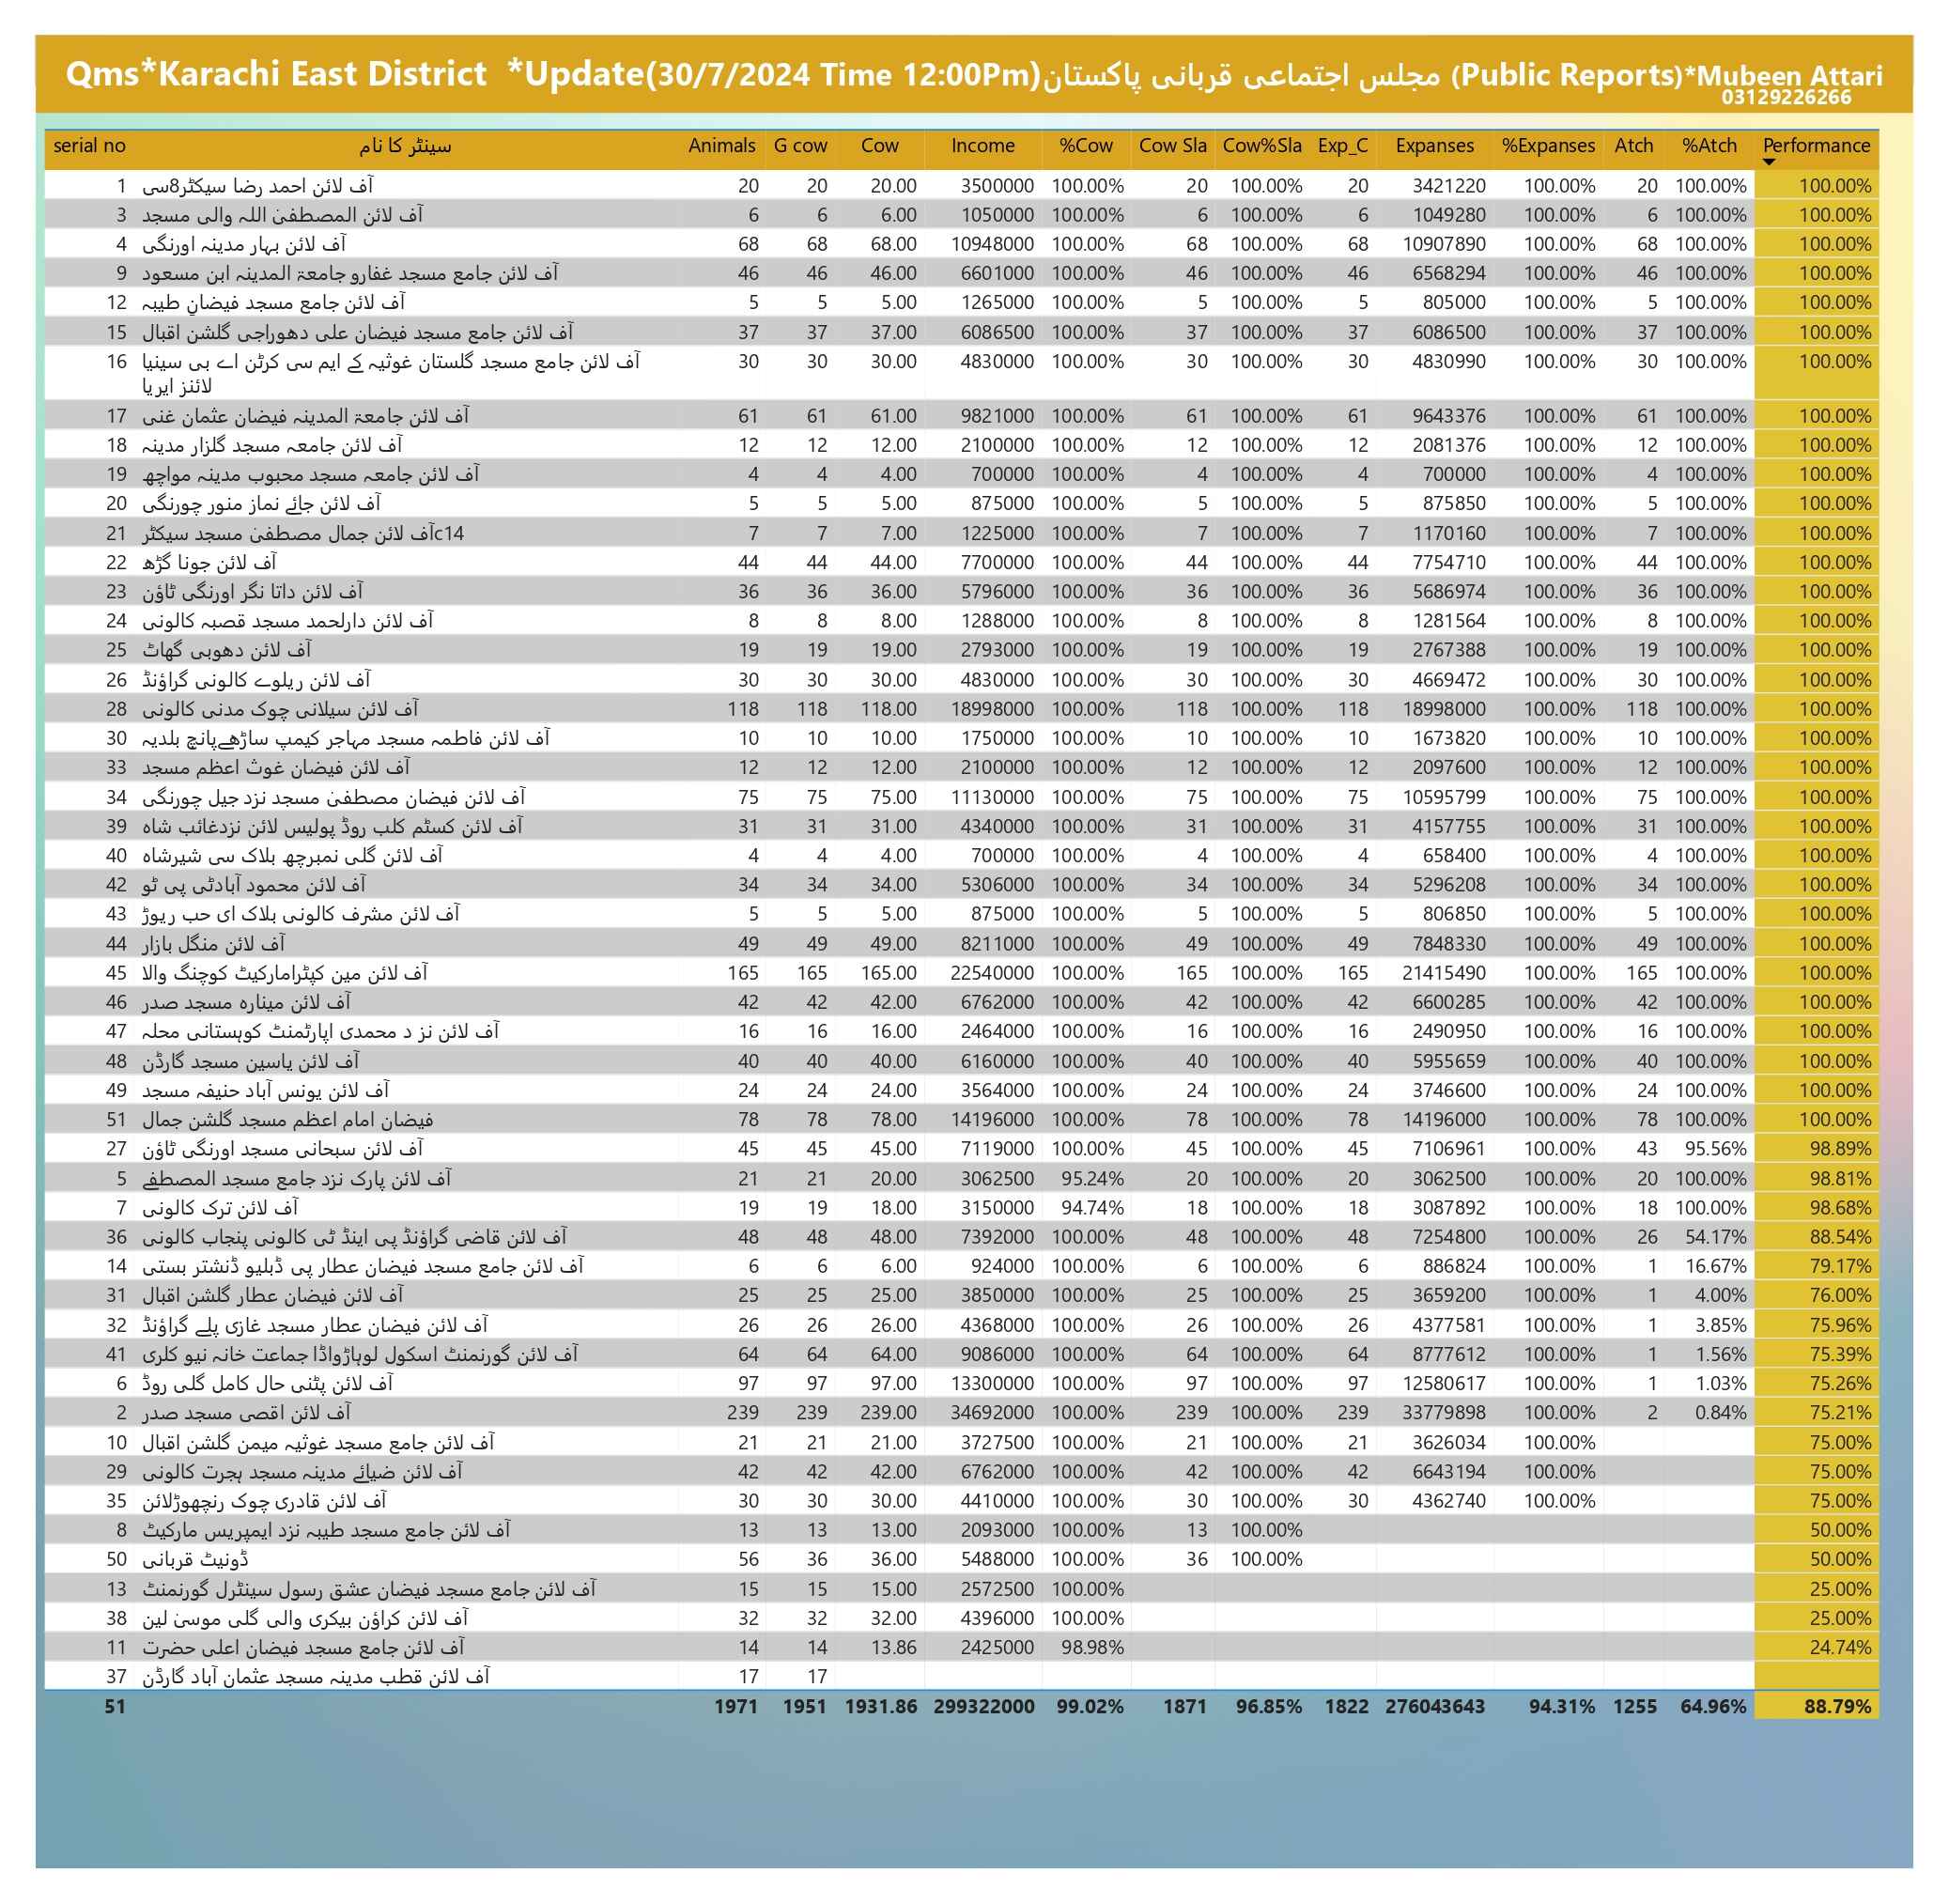 Qms*Karachi East District *Update(30/7/2024 Time 12:00Pm)مجلس اجتماعی قربانی پاکستان (Public Reports)*Mubeen Attari
03129226266
serial no سینٹر کا نام Animals G cow Cow Income %Cow Cow Sla Cow%Sla Exp_C Expanses %Expanses Atch %Atch Performance
1 آف لائن احمد رضا سیکٹر8سی 20 20 20.00 3500000 100.00% 20 100.00% 20 3421220 100.00% 20 100.00% 100.00%
3 آف لائن المصطفیٰ اللہ والی مسجد 6 6 6.00 1050000 100.00% 6 100.00% 6 1049280 100.00% 6 100.00% 100.00%
4 آف لائن بہار مدینہ اورنگی 68 68 68.00 10948000 100.00% 68 100.00% 68 10907890 100.00% 68 100.00% 100.00%
9 آف لائن جامع مسجد غفارو جامعۃ المدینہ ابن مسعود 46 46 46.00 6601000 100.00% 46 100.00% 46 6568294 100.00% 46 100.00% 100.00%
12 آف لائن جامع مسجد فیضانِ طیبہ 5 5 5.00 1265000 100.00% 5 100.00% 5 805000 100.00% 5 100.00% 100.00%
15 آف لائن جامع مسجد فیضان علی دھوراجی گلشن اقبال 37 37 37.00 6086500 100.00% 37 100.00% 37 6086500 100.00% 37 100.00% 100.00%
16 آف لائن جامع مسجد گلستان غوثیہ کے ایم سی کرٹن اے بی سینیا 30 30 30.00 4830000 100.00% 30 100.00% 30 4830990 100.00% 30 100.00% 100.00%
لائنز ایریا
17 آف لائن جامعۃ المدینہ فیضان عثمان غنی 61 61 61.00 9821000 100.00% 61 100.00% 61 9643376 100.00% 61 100.00% 100.00%
18 آف لائن جامعہ مسجد گلزار مدینہ 12 12 12.00 2100000 100.00% 12 100.00% 12 2081376 100.00% 12 100.00% 100.00%
19 آف لائن جامعہ مسجد محبوب مدینہ مواچھ 4 4 4.00 700000 100.00% 4 100.00% 4 700000 100.00% 4 100.00% 100.00%
20 آف لائن جائے نماز منور چورنگی 5 5 5.00 875000 100.00% 5 100.00% 5 875850 100.00% 5 100.00% 100.00%
21 آف لائن جمال مصطفیٰ مسجد سیکٹرc14 7 7 7.00 1225000 100.00% 7 100.00% 7 1170160 100.00% 7 100.00% 100.00%
22 آف لائن جونا گڑھ 44 44 44.00 7700000 100.00% 44 100.00% 44 7754710 100.00% 44 100.00% 100.00%
23 آف لائن داتا نگر اورنگی ٹاؤن 36 36 36.00 5796000 100.00% 36 100.00% 36 5686974 100.00% 36 100.00% 100.00%
24 آف لائن دارلحمد مسجد قصبہ کالونی 8 8 8.00 1288000 100.00% 8 100.00% 8 1281564 100.00% 8 100.00% 100.00%
25 آف لائن دھوبی گھاٹ 19 19 19.00 2793000 100.00% 19 100.00% 19 2767388 100.00% 19 100.00% 100.00%
26 آف لائن ریلوے کالونی گراؤنڈ 30 30 30.00 4830000 100.00% 30 100.00% 30 4669472 100.00% 30 100.00% 100.00%
28 آف لائن سیلانی چوک مدنی کالونی 118 118 118.00 18998000 100.00% 118 100.00% 118 18998000 100.00% 118 100.00% 100.00%
30 آف لائن فاطمہ مسجد مہاجر کیمپ ساڑھےپانچ بلدیہ 10 10 10.00 1750000 100.00% 10 100.00% 10 1673820 100.00% 10 100.00% 100.00%
33 آف لائن فیضان غوث اعظم مسجد 12 12 12.00 2100000 100.00% 12 100.00% 12 2097600 100.00% 12 100.00% 100.00%
34 آف لائن فیضان مصطفیٰ مسجد نزد جیل چورنگی 75 75 75.00 11130000 100.00% 75 100.00% 75 10595799 100.00% 75 100.00% 100.00%
39 آف لائن کسٹم کلب روڈ پولیس لائن نزدغائب شاہ 31 31 31.00 4340000 100.00% 31 100.00% 31 4157755 100.00% 31 100.00% 100.00%
40 آف لائن گلی نمبرچھ بلاک سی شیرشاہ 4 4 4.00 700000 100.00% 4 100.00% 4 658400 100.00% 4 100.00% 100.00%
42 آف لائن محمود آبادٹی پی ٹو 34 34 34.00 5306000 100.00% 34 100.00% 34 5296208 100.00% 34 100.00% 100.00%
43 آف لائن مشرف کالونی بلاک ای حب ریوڑ 5 5 5.00 875000 100.00% 5 100.00% 5 806850 100.00% 5 100.00% 100.00%
44 آف لائن منگل بازار 49 49 49.00 8211000 100.00% 49 100.00% 49 7848330 100.00% 49 100.00% 100.00%
45 آف لائن مین کپٹرامارکیٹ کوچنگ والا 165 165 165.00 22540000 100.00% 165 100.00% 165 21415490 100.00% 165 100.00% 100.00%
46 آف لائن مینارہ مسجد صدر 42 42 42.00 6762000 100.00% 42 100.00% 42 6600285 100.00% 42 100.00% 100.00%
47 آف لائن نز د محمدی اپارٹمنٹ کوہستانی محلہ 16 16 16.00 2464000 100.00% 16 100.00% 16 2490950 100.00% 16 100.00% 100.00%
48 آف لائن یاسین مسجد گارڈن 40 40 40.00 6160000 100.00% 40 100.00% 40 5955659 100.00% 40 100.00% 100.00%
49 آف لائن یونس آباد حنیفہ مسجد 24 24 24.00 3564000 100.00% 24 100.00% 24 3746600 100.00% 24 100.00% 100.00%
51 فیضان امام اعظم مسجد گلشن جمال 78 78 78.00 14196000 100.00% 78 100.00% 78 14196000 100.00% 78 100.00% 100.00%
27 آف لائن سبحانی مسجد اورنگی ٹاؤن 45 45 45.00 7119000 100.00% 45 100.00% 45 7106961 100.00% 43 95.56% 98.89%
5 آف لائن پارک نزد جامع مسجد المصطفٰے 21 21 20.00 3062500 95.24% 20 100.00% 20 3062500 100.00% 20 100.00% 98.81%
7 آف لائن ترک کالونی 19 19 18.00 3150000 94.74% 18 100.00% 18 3087892 100.00% 18 100.00% 98.68%
36 آف لائن قاضی گراؤنڈ پی اینڈ ٹی کالونی پنجاب کالونی 48 48 48.00 7392000 100.00% 48 100.00% 48 7254800 100.00% 26 54.17% 88.54%
14 آف لائن جامع مسجد فیضان عطار پی ڈبلیو ڈنشتر بستی 6 6 6.00 924000 100.00% 6 100.00% 6 886824 100.00% 1 16.67% 79.17%
31 آف لائن فیضان عطار گلشن اقبال 25 25 25.00 3850000 100.00% 25 100.00% 25 3659200 100.00% 1 4.00% 76.00%
32 آف لائن فیضان عطار مسجد غازی پلے گراؤنڈ 26 26 26.00 4368000 100.00% 26 100.00% 26 4377581 100.00% 1 3.85% 75.96%
41 آف لائن گورنمنٹ اسکول لوہاڑواڈا جماعت خانہ نیو کلری 64 64 64.00 9086000 100.00% 64 100.00% 64 8777612 100.00% 1 1.56% 75.39%
6 آف لائن پٹنی حال کامل گلی روڈ 97 97 97.00 13300000 100.00% 97 100.00% 97 12580617 100.00% 1 1.03% 75.26%
2 آف لائن اقصی مسجد صدر 239 239 239.00 34692000 100.00% 239 100.00% 239 33779898 100.00% 2 0.84% 75.21%
10 آف لائن جامع مسجد غوثیہ میمن گلشن اقبال 21 21 21.00 3727500 100.00% 21 100.00% 21 3626034 100.00% 75.00%
29 آف لائن ضیائے مدینہ مسجد ہجرت کالونی 42 42 42.00 6762000 100.00% 42 100.00% 42 6643194 100.00% 75.00%
35 آف لائن قادری چوک رنچھوڑلائن 30 30 30.00 4410000 100.00% 30 100.00% 30 4362740 100.00% 75.00%
8 آف لائن جامع مسجد طیبہ نزد ایمپریس مارکیٹ 13 13 13.00 2093000 100.00% 13 100.00% 50.00%
50 ڈونیٹ قربانی 56 36 36.00 5488000 100.00% 36 100.00% 50.00%
13 آف لائن جامع مسجد فیضان عشق رسول سینٹرل گورنمنٹ 15 15 15.00 2572500 100.00% 25.00%
38 آف لائن کراؤن بیکری والی گلی موسیٰ لین 32 32 32.00 4396000 100.00% 25.00%
11 آف لائن جامع مسجد فیضان اعلی حضرت 14 14 13.86 2425000 98.98% 24.74%
37 آف لائن قطب مدینہ مسجد عثمان آباد گارڈن 17 17
51 1971 1951 1931.86 299322000 99.02% 1871 96.85% 1822 276043643 94.31% 1255 64.96% 88.79%